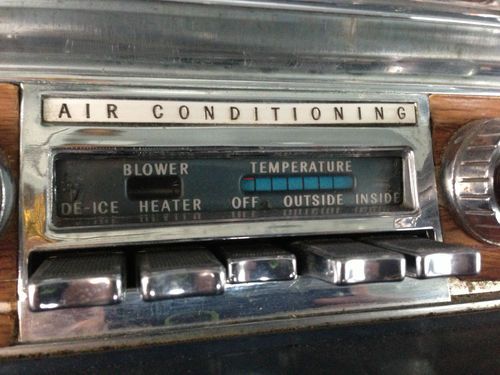 AIR CONDITIONING
BLOWER TEMPERATURE
DE-ICE HEATER OFF OUTSIDE INSIDE